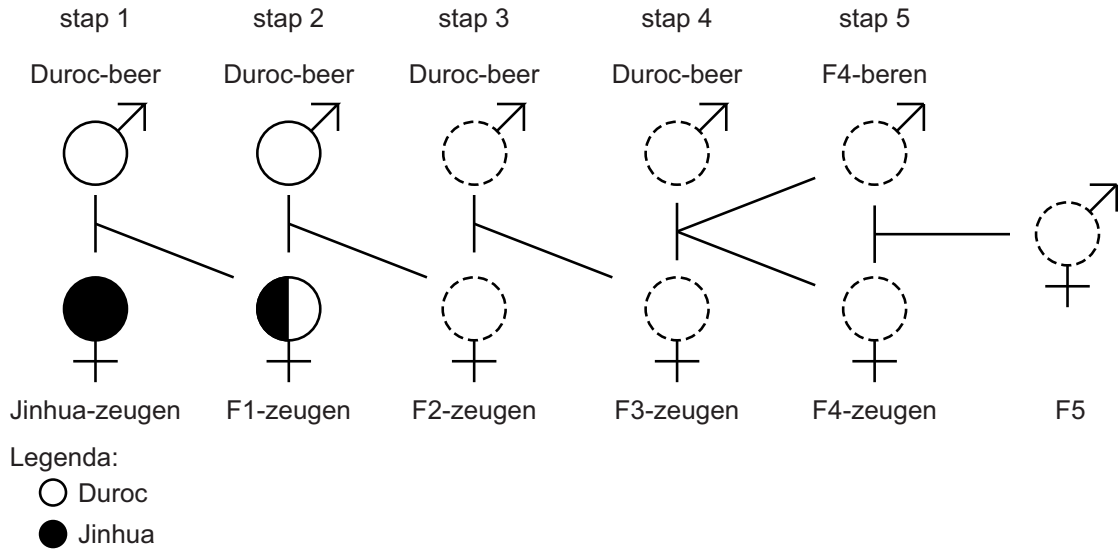 stap 1 stap 2 stap 3 stap 4 stap 5
Duroc-beer Duroc-beer Duroc-beer Duroc-beer F4-beren
Jinhua-zeugen F1-zeugen F2-zeugen F3-zeugen F4-zeugen F5
Legenda:
Duroc
Jinhua